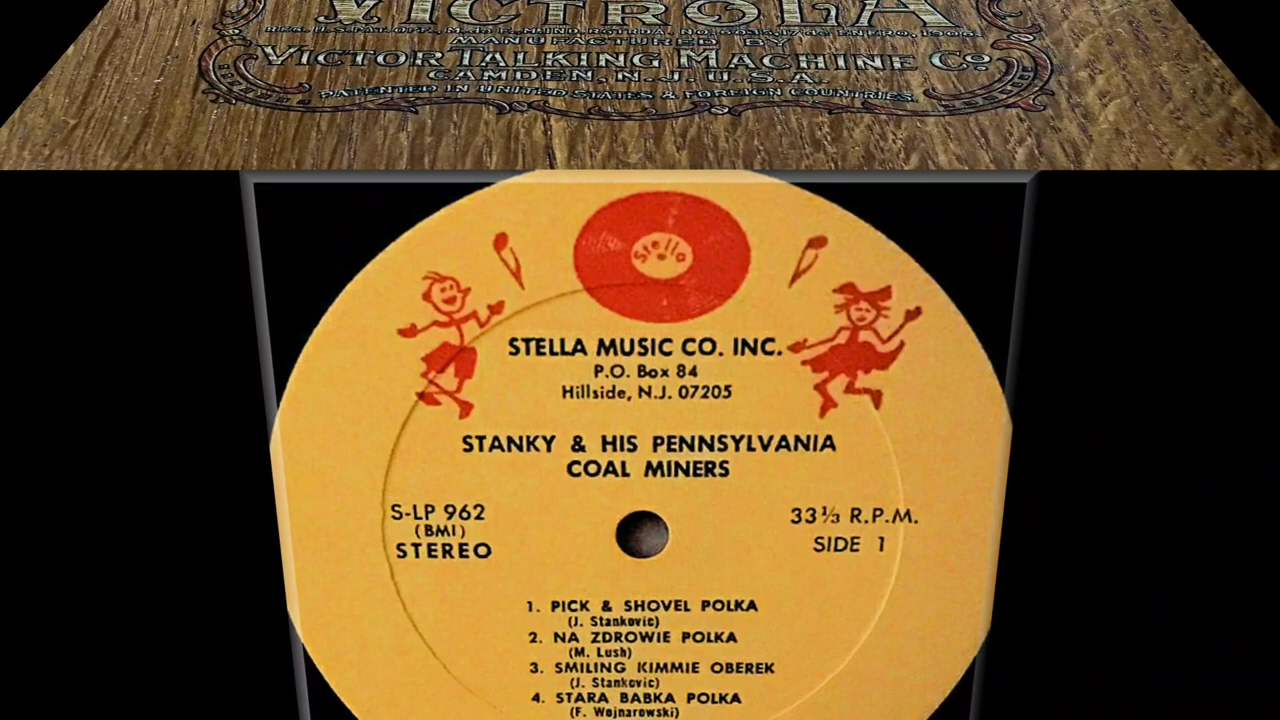 VICTROLA
MANUFACTURED BY
VICTOR TALKING MACHINE Co
CAMDEN, N.J. U.S.A.
PATENTED IN UNITED STATES & FOREIGN COUNTRIES.
Stella
STELLA MUSIC CO. INC.
P.O. Box 84
Hillside, N.J. 07205
STANKY & HIS PENNSYLVANIA
COAL MINERS
S-LP 962
(BMI)
STEREO
33⅓ R.P.M.
SIDE 1
1. PICK & SHOVEL POLKA
(J. Stankovic)
2. NA ZDROWIE POLKA
(M. Lush)
3. SMILING KIMMIE OBEREK
(J. Stankovic)
4. STARA BABKA POLKA
(F. Wojnarowski)